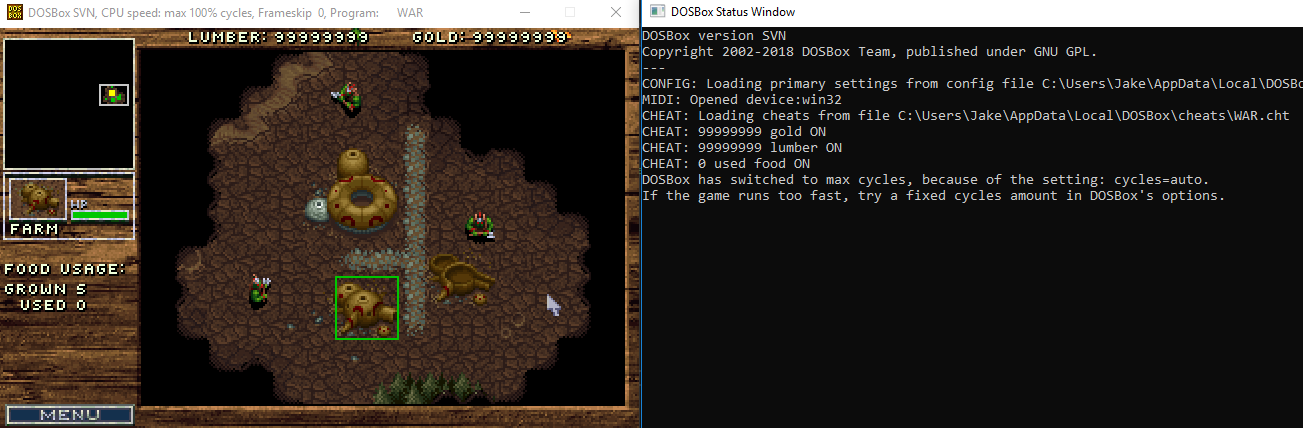 DOSBox SVN, CPU speed: max 100% cycles, Frameskip 0, Program: WAR
LUMBER: 99999999 GOLD: 99999999
HP
FARM
FOOD USAGE:
GROWN 5
USED 0
MENU
DOSBox Status Window
DOSBox version SVN
Copyright 2002-2018 DOSBox Team, published under GNU GPL.
---
CONFIG: Loading primary settings from config file C:\Users\Jake\AppData\Local\DOSBo
MIDI: Opened device:win32
CHEAT: Loading cheats from file C:\Users\Jake\AppData\Local\DOSBox\cheats\WAR.cht
CHEAT: 99999999 gold ON
CHEAT: 99999999 lumber ON
CHEAT: 0 used food ON
DOSBox has switched to max cycles, because of the setting: cycles=auto.
If the game runs too fast, try a fixed cycles amount in DOSBox's options.